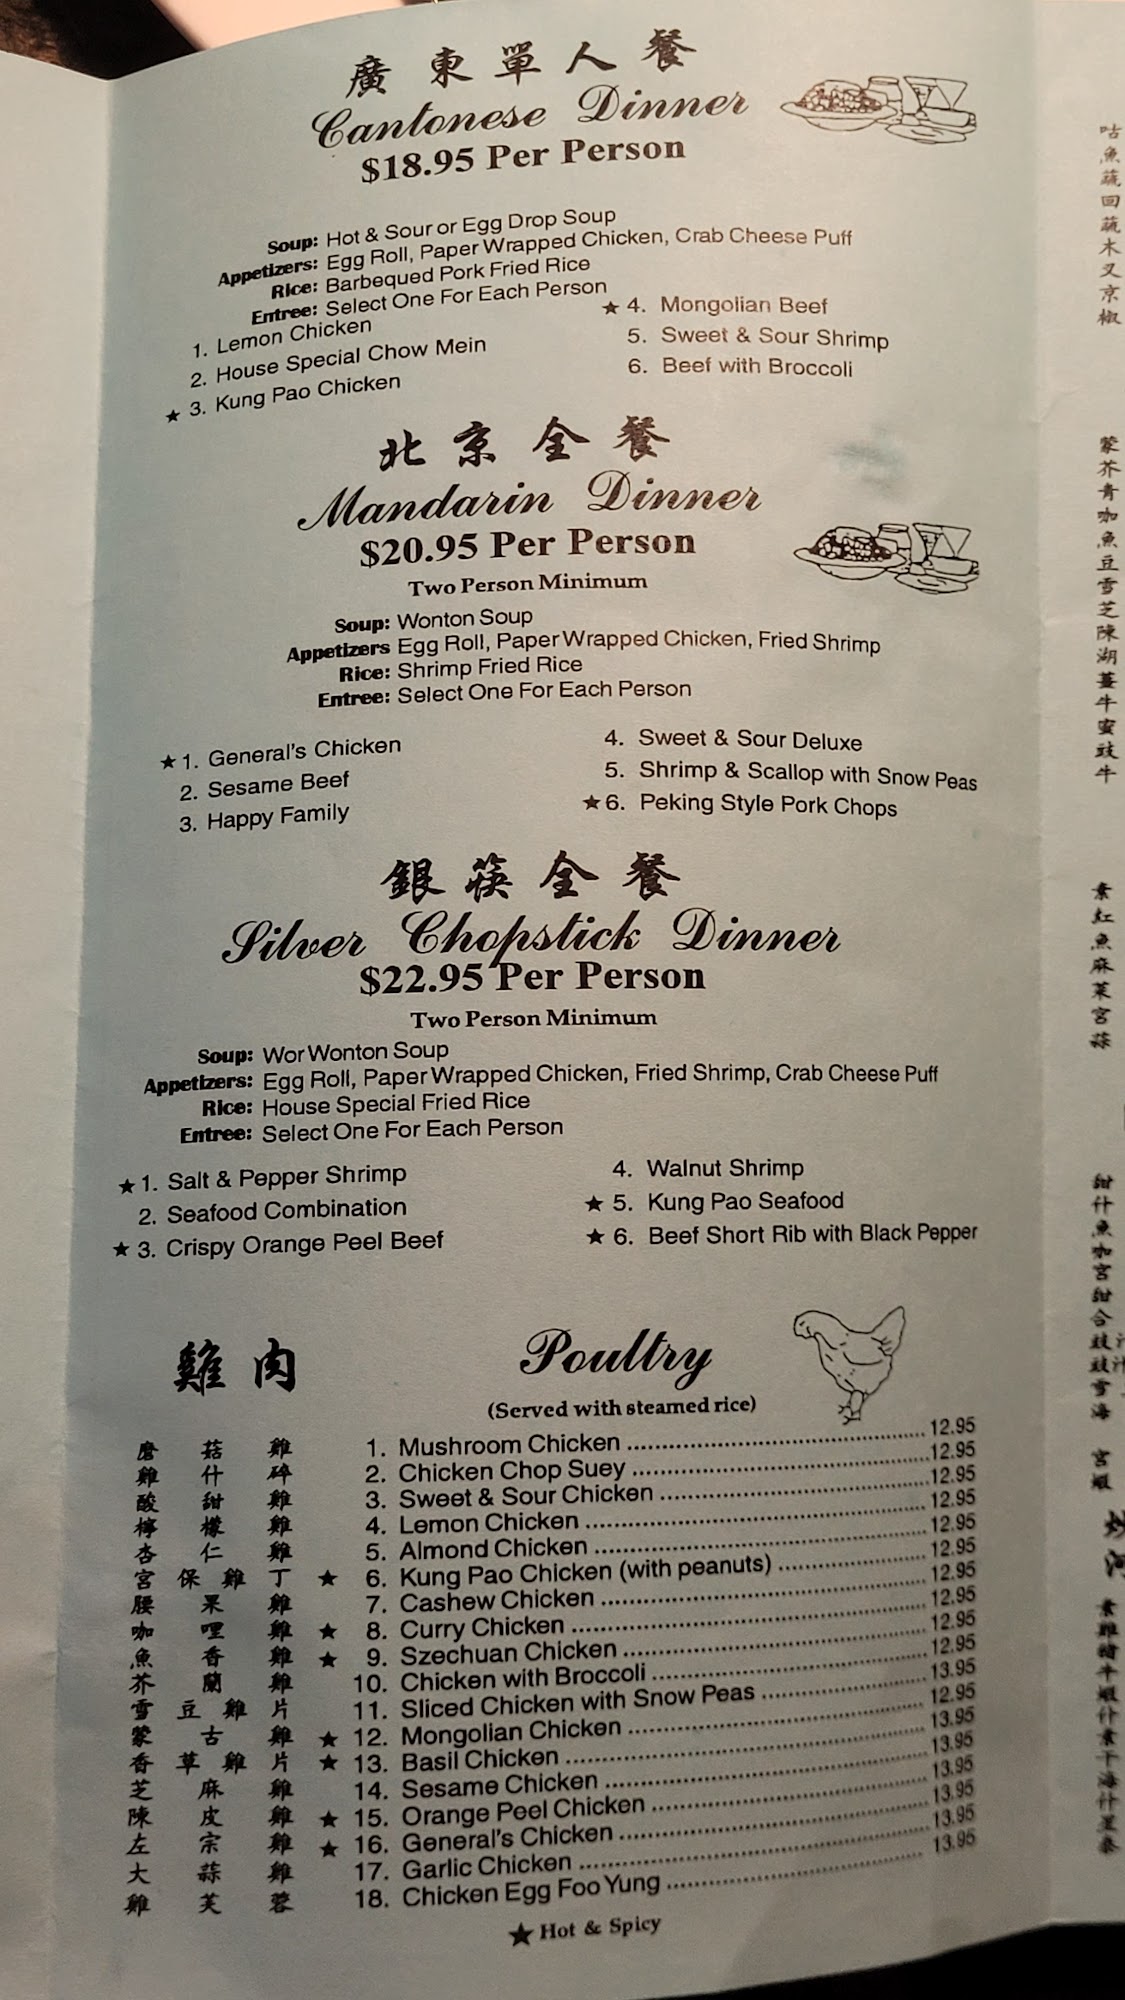 廣東單人餐
Cantonese Dinner
$18.95 Per Person
Soup: Hot & Sour or Egg Drop Soup
Appetizers: Egg Roll, Paper Wrapped Chicken, Crab Cheese Puff
Rice: Barbequed Pork Fried Rice
Entree: Select One For Each Person
1. Lemon Chicken
2. House Special Chow Mein
★ 3. Kung Pao Chicken
★ 4. Mongolian Beef
5. Sweet & Sour Shrimp
6. Beef with Broccoli
北京全餐
Mandarin Dinner
$20.95 Per Person
Two Person Minimum
Soup: Wonton Soup
Appetizers Egg Roll, Paper Wrapped Chicken, Fried Shrimp
Rice: Shrimp Fried Rice
Entree: Select One For Each Person
★ 1. General's Chicken
2. Sesame Beef
3. Happy Family
4. Sweet & Sour Deluxe
5. Shrimp & Scallop with Snow Peas
★ 6. Peking Style Pork Chops
銀筷全餐
Silver Chopstick Dinner
$22.95 Per Person
Two Person Minimum
Soup: Wor Wonton Soup
Appetizers: Egg Roll, Paper Wrapped Chicken, Fried Shrimp, Crab Cheese Puff
Rice: House Special Fried Rice
Entree: Select One For Each Person
★ 1. Salt & Pepper Shrimp
2. Seafood Combination
★ 3. Crispy Orange Peel Beef
4. Walnut Shrimp
★ 5. Kung Pao Seafood
★ 6. Beef Short Rib with Black Pepper
雞肉 Poultry
(Served with steamed rice)
磨菇雞 1. Mushroom Chicken 12.95
雞什碎 2. Chicken Chop Suey 12.95
酸甜雞 3. Sweet & Sour Chicken 12.95
檸檬雞 4. Lemon Chicken 12.95
杏仁雞 5. Almond Chicken 12.95
宮保雞丁 ★ 6. Kung Pao Chicken (with peanuts) 12.95
腰果雞 7. Cashew Chicken 12.95
咖哩雞 ★ 8. Curry Chicken 12.95
魚香雞 ★ 9. Szechuan Chicken 12.95
芥蘭雞 10. Chicken with Broccoli 12.95
雪豆雞片 11. Sliced Chicken with Snow Peas 13.95
蒙古雞 ★ 12. Mongolian Chicken 12.95
香草雞片 ★ 13. Basil Chicken 13.95
芝麻雞 14. Sesame Chicken 13.95
陳皮雞 ★ 15. Orange Peel Chicken 13.95
左宗雞 ★ 16. General's Chicken 13.95
大蒜雞 17. Garlic Chicken 13.95
雞芙蓉 18. Chicken Egg Foo Yung 13.95
★ Hot & Spicy